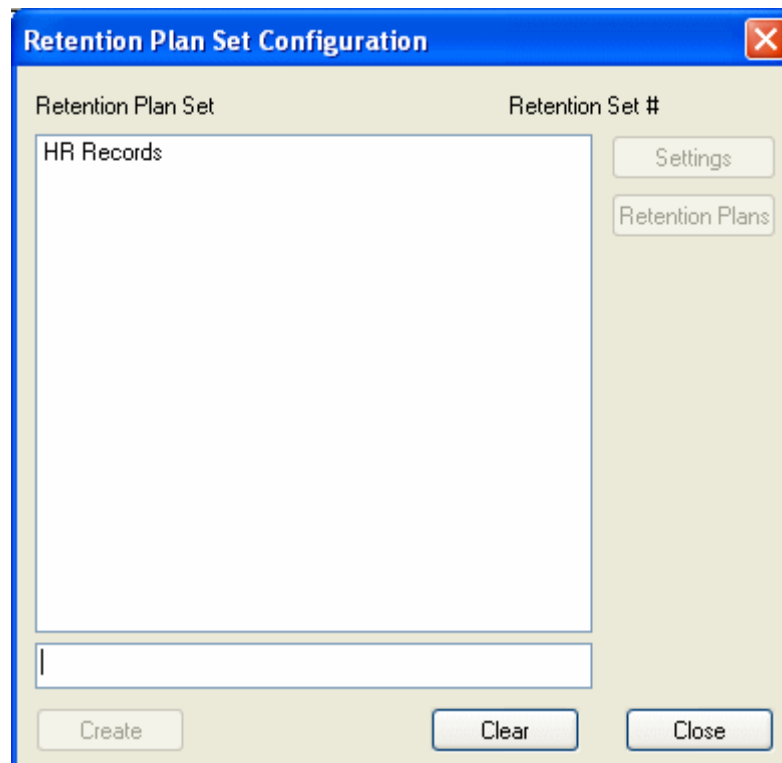 Retention Plan Set Configuration
Retention Plan Set Retention Set #
HR Records
Settings
Retention Plans
Create Clear Close